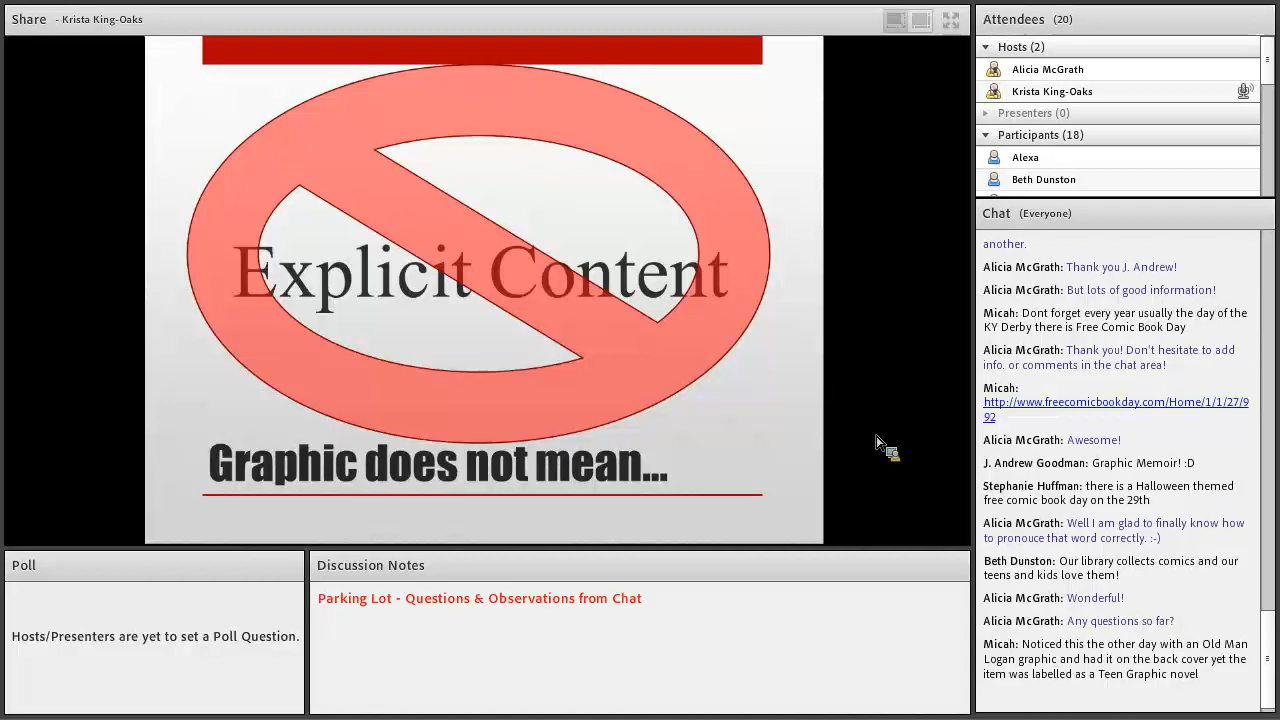 Share - Krista King-Oaks
Explicit Content
Graphic does not mean...
Poll
Hosts/Presenters are yet to set a Poll Question.
Discussion Notes
Parking Lot - Questions & Observations from Chat
Attendees (20)
Hosts (2)
Alicia McGrath
Krista King-Oaks
Presenters (0)
Participants (18)
Alexa
Beth Dunston
Chat (Everyone)
another.
Alicia McGrath: Thank you J. Andrew!
Alicia McGrath: But lots of good information!
Micah: Dont forget every year usually the day of the
KY Derby there is Free Comic Book Day
Alicia McGrath: Thank you! Don't hesitate to add
info. or comments in the chat area!
Micah:
http://www.freecomicbookday.com/Home/1/1/27/9
92
Alicia McGrath: Awesome!
J. Andrew Goodman: Graphic Memoir! :D
Stephanie Huffman: there is a Halloween themed
free comic book day on the 29th
Alicia McGrath: Well I am glad to finally know how
to pronouce that word correctly. :-)
Beth Dunston: Our library collects comics and our
teens and kids love them!
Alicia McGrath: Wonderful!
Alicia McGrath: Any questions so far?
Micah: Noticed this the other day with an Old Man
Logan graphic and had it on the back cover yet the
item was labelled as a Teen Graphic novel